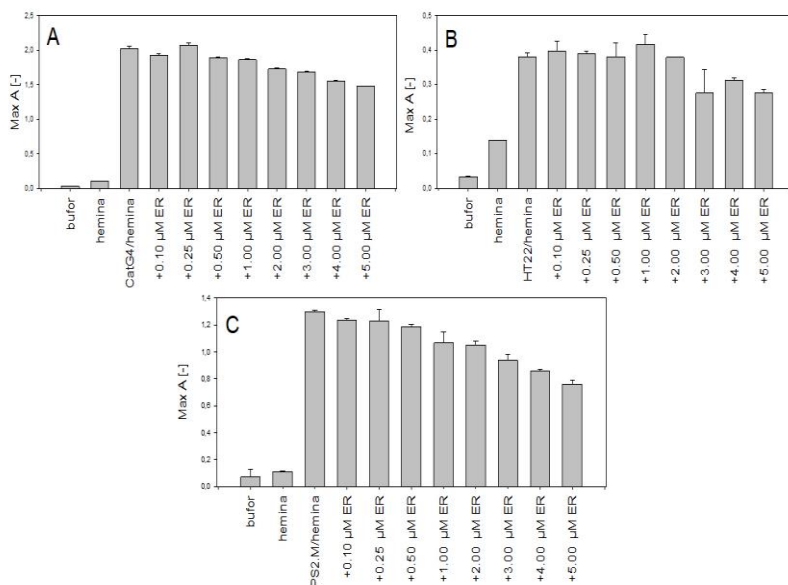 A
Max A [-]
2,5
2,0
1,5
1,0
0,5
0,0
bufor
hemina
CatG4/hemina
+0.10 µM ER
+0.25 µM ER
+0.50 µM ER
+1.00 µM ER
+2.00 µM ER
+3.00 µM ER
+4.00 µM ER
+5.00 µM ER
B
Max A [-]
0,5
0,4
0,3
0,2
0,1
0,0
bufor
hemina
HT22/hemina
+0.10 µM ER
+0.25 µM ER
+0.50 µM ER
+1.00 µM ER
+2.00 µM ER
+3.00 µM ER
+4.00 µM ER
+5.00 µM ER
C
Max A [-]
1,4
1,2
1,0
0,8
0,6
0,4
0,2
0,0
bufor
hemina
PS2.M/hemina
+0.10 µM ER
+0.25 µM ER
+0.50 µM ER
+1.00 µM ER
+2.00 µM ER
+3.00 µM ER
+4.00 µM ER
+5.00 µM ER